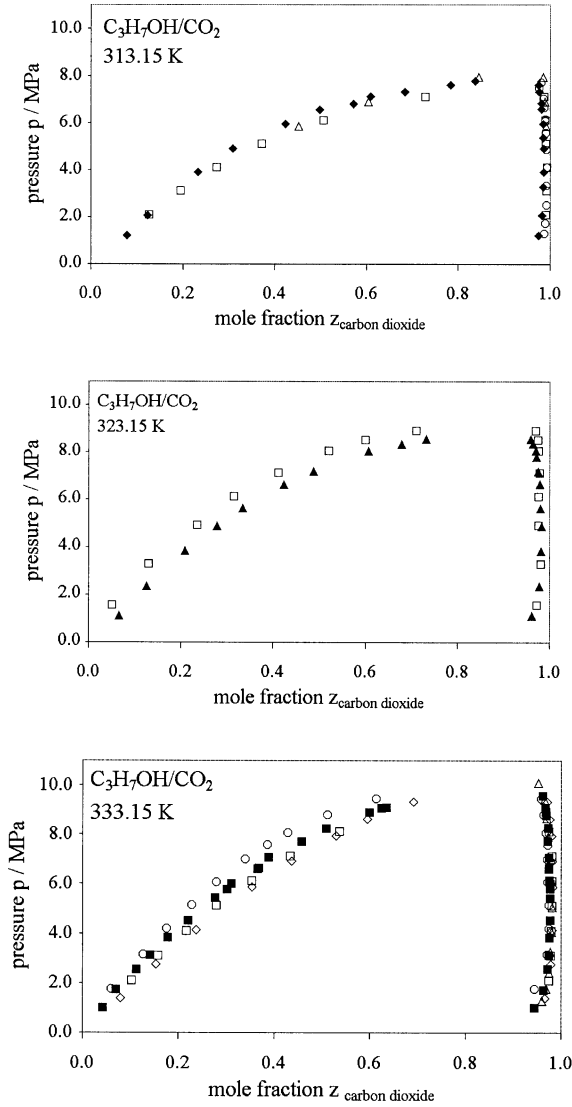 C₃H₇OH/CO₂
313.15 K
pressure p / MPa
10.0
8.0
6.0
4.0
2.0
0.0
0.0 0.2 0.4 0.6 0.8 1.0
mole fraction z carbon dioxide
C₃H₇OH/CO₂
323.15 K
pressure p / MPa
10.0
8.0
6.0
4.0
2.0
0.0
0.0 0.2 0.4 0.6 0.8 1.0
mole fraction z carbon dioxide
C₃H₇OH/CO₂
333.15 K
pressure p / MPa
10.0
8.0
6.0
4.0
2.0
0.0
0.0 0.2 0.4 0.6 0.8 1.0
mole fraction z carbon dioxide